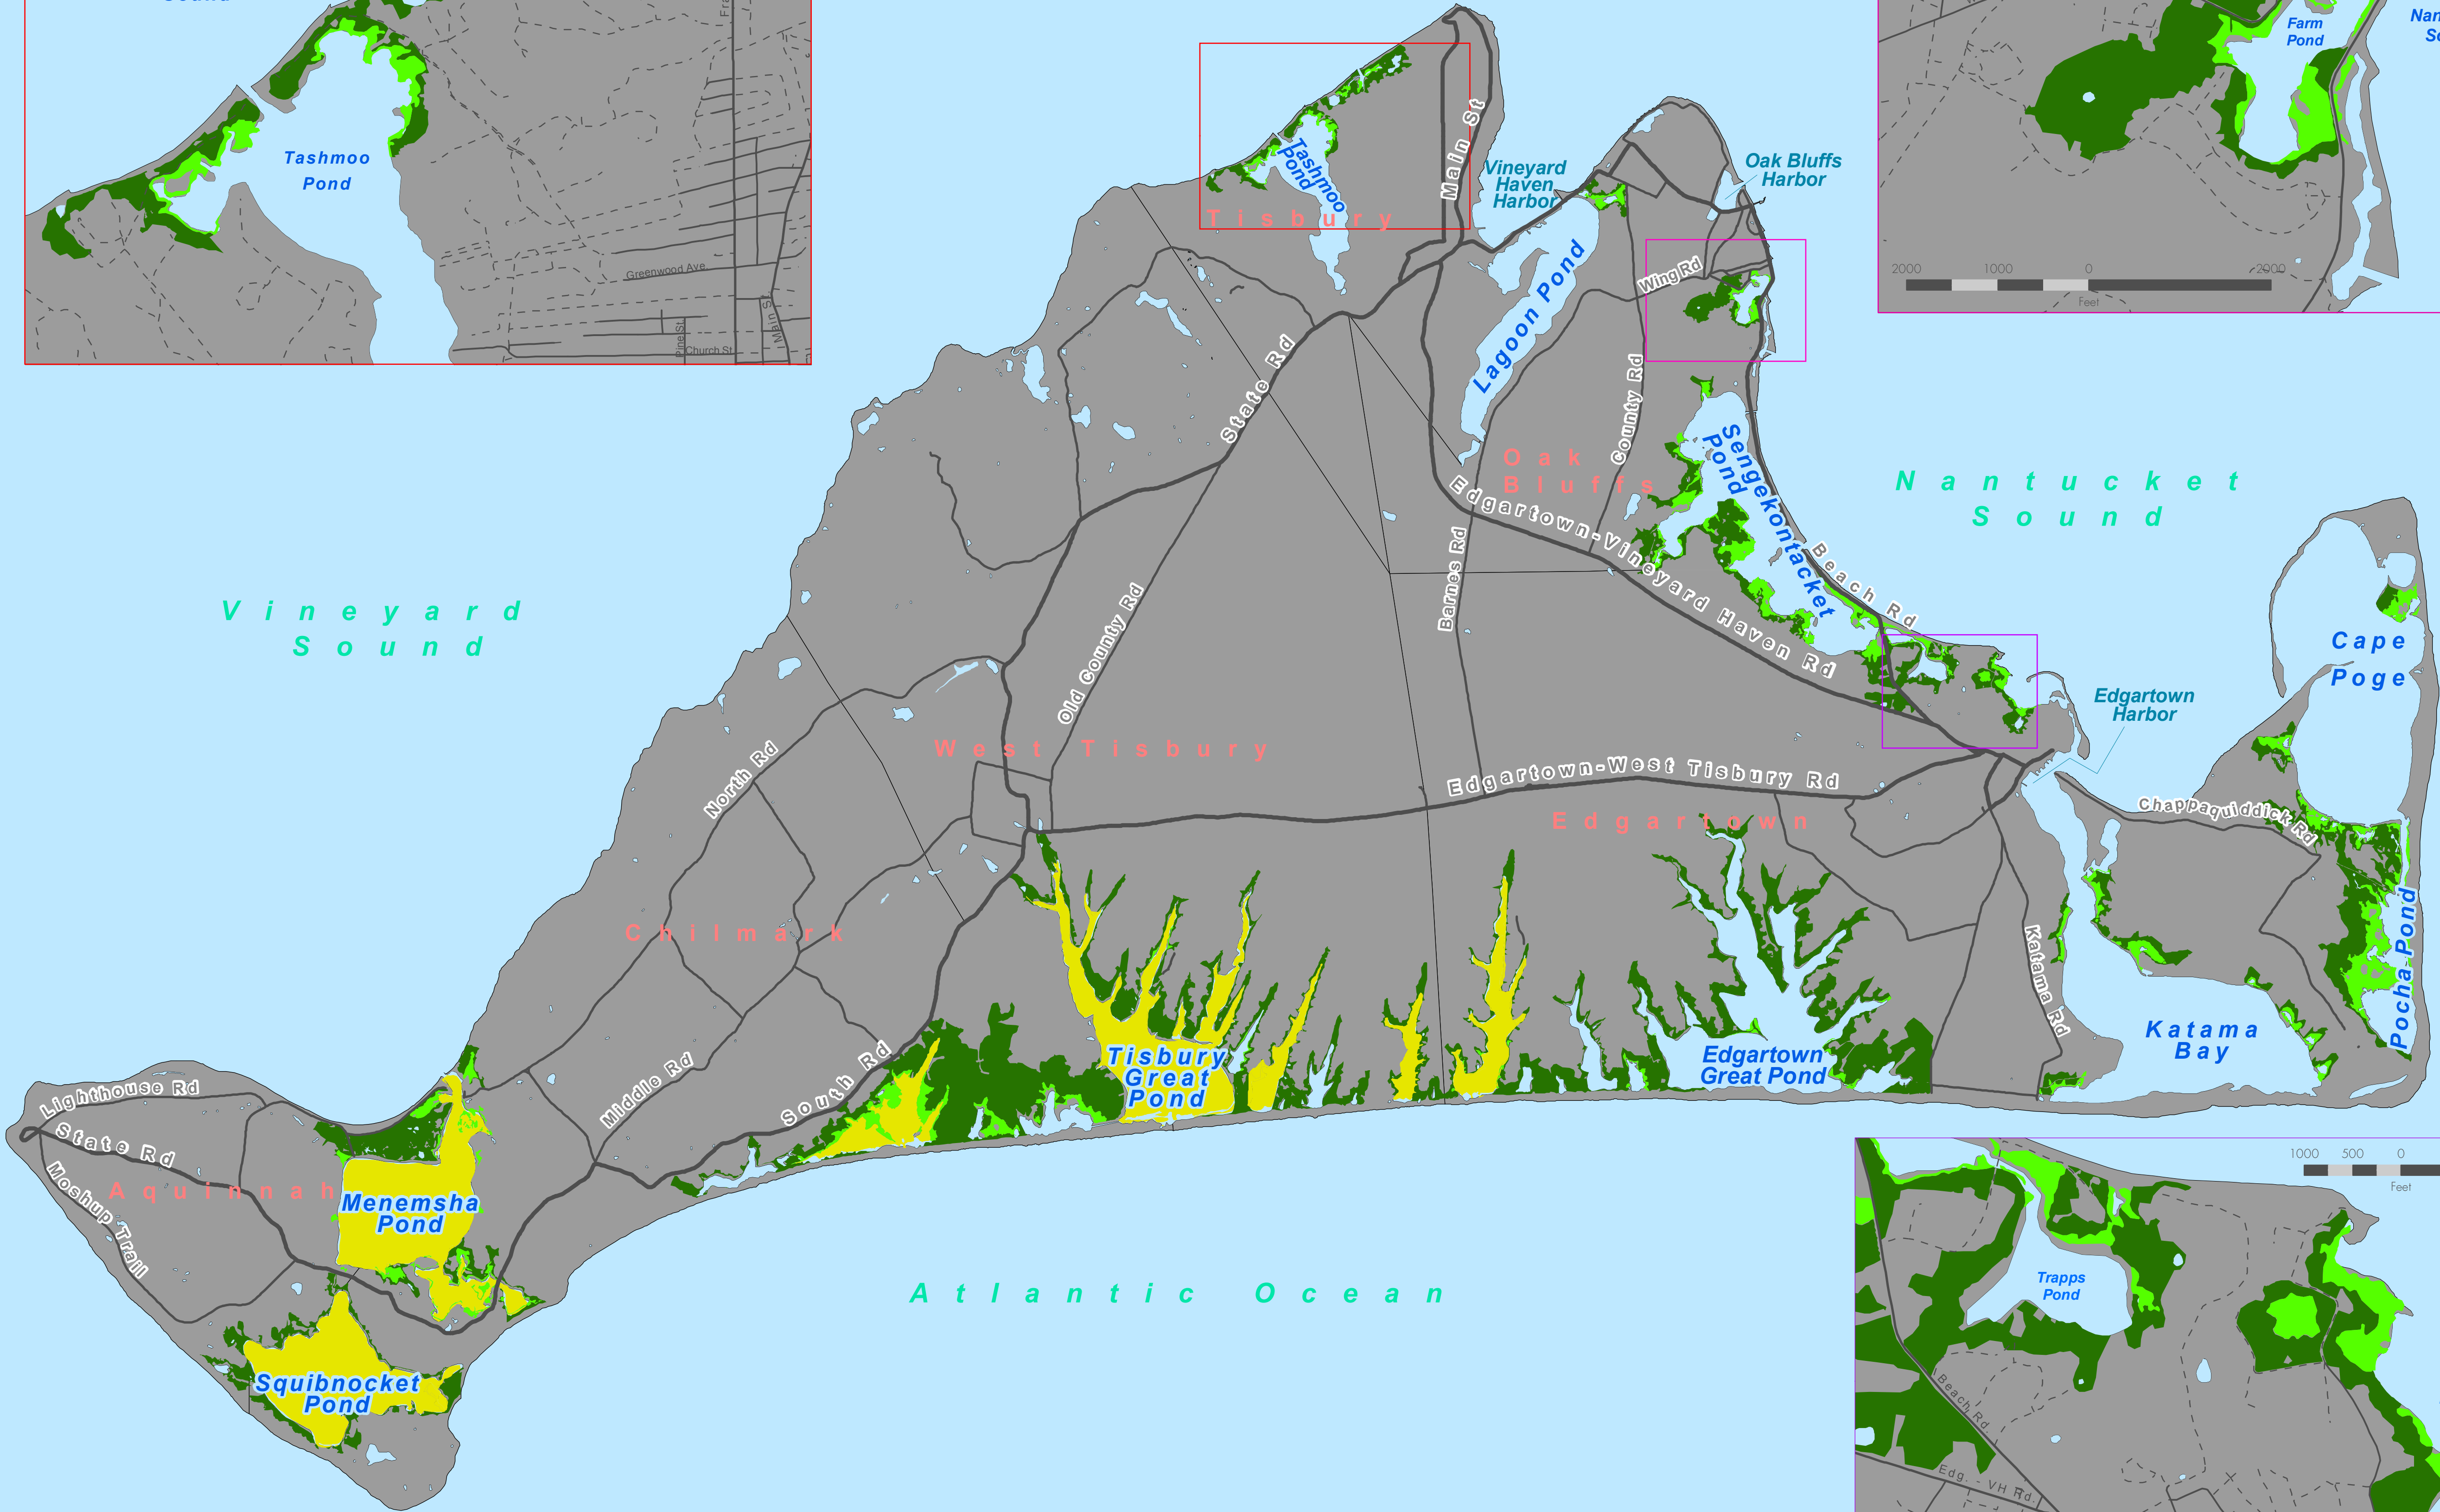 Sound
Fra
Tashmoo
Pond
Greenwood Ave.
Pine St
Main St
Church St
Farm
Pond
2000 1000 0 2000
Feet
Main St
Tashmoo
Pond
Tisbury
Vineyard
Haven
Harbor
Oak Bluffs
Harbor
Lagoon Pond
Wing Rd
County Rd
State Rd
Oak
Bluffs
Sengekontacket
Pond
Nantucket
Sound
Edgartown-Vineyard Haven Rd
Beach Rd
Barnes Rd
Old County Rd
Vineyard
Sound
Cape
Poge
Edgartown
Harbor
West Tisbury
North Rd
Edgartown-West Tisbury Rd
Edgartown
Chappaquiddick Rd
Chilmark
Katama Rd
Pocha Pond
Katama
Bay
Tisbury
Great
Pond
Edgartown
Great Pond
Middle Rd
South Rd
Lighthouse Rd
State Rd
Moshup Trail
Aquinnah
Menemsha
Pond
Squibnocket
Pond
Atlantic Ocean
1000 500 0
Feet
Trapps
Pond
Beach Rd
Edg. - VH Rd.